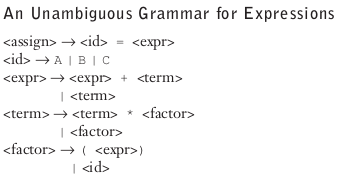 An Unambiguous Grammar for Expressions
<assign> → <id> = <expr>
<id> → A | B | C
<expr> → <expr> + <term>
| <term>
<term> → <term> * <factor>
| <factor>
<factor> → ( <expr>)
| <id>